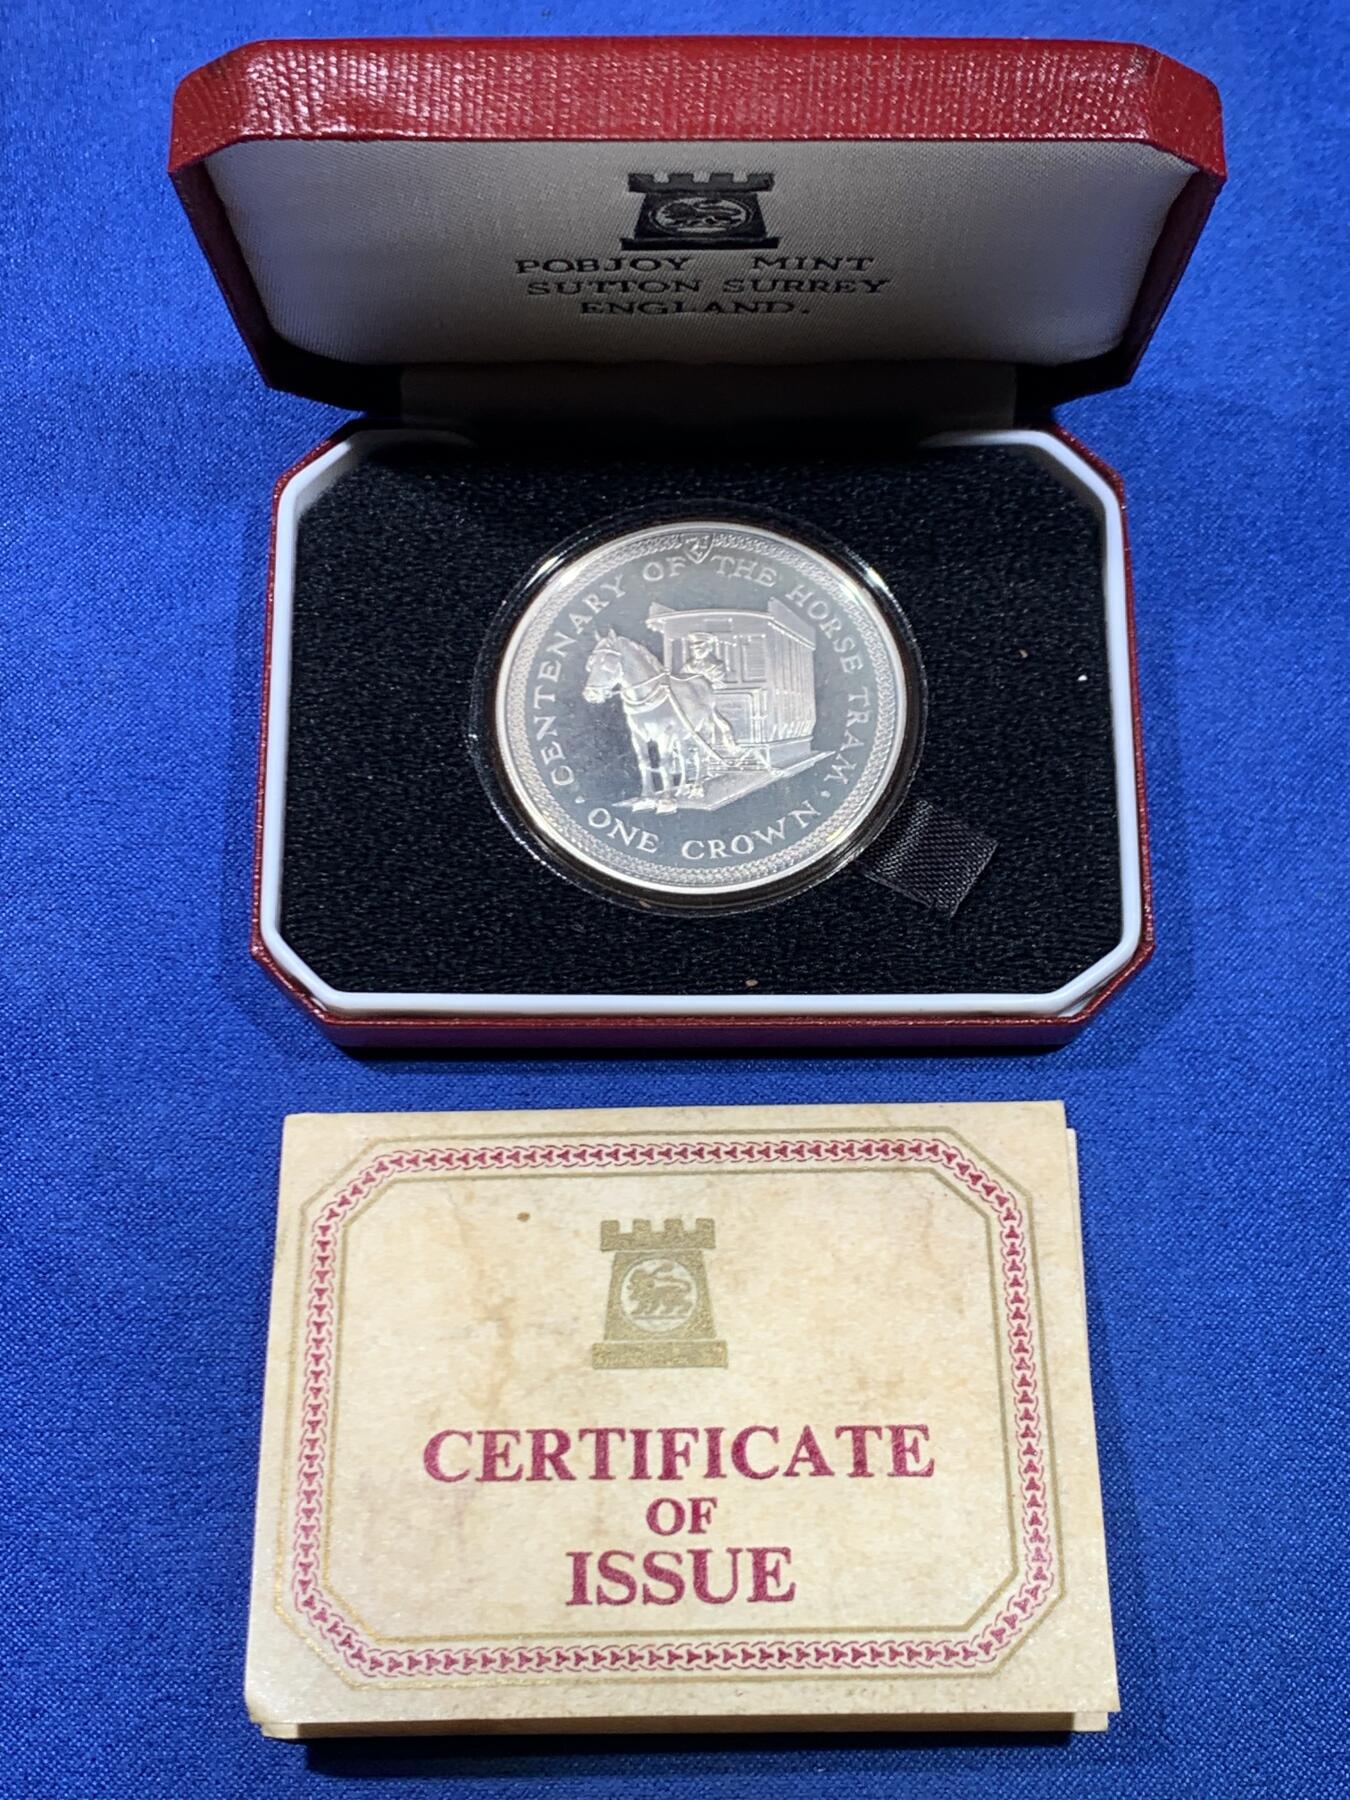 POBJOY MINT
SUTTON SURREY
ENGLAND.
CENTENARY OF THE HORSE TRAM
· ONE CROWN ·
CERTIFICATE
OF
ISSUE